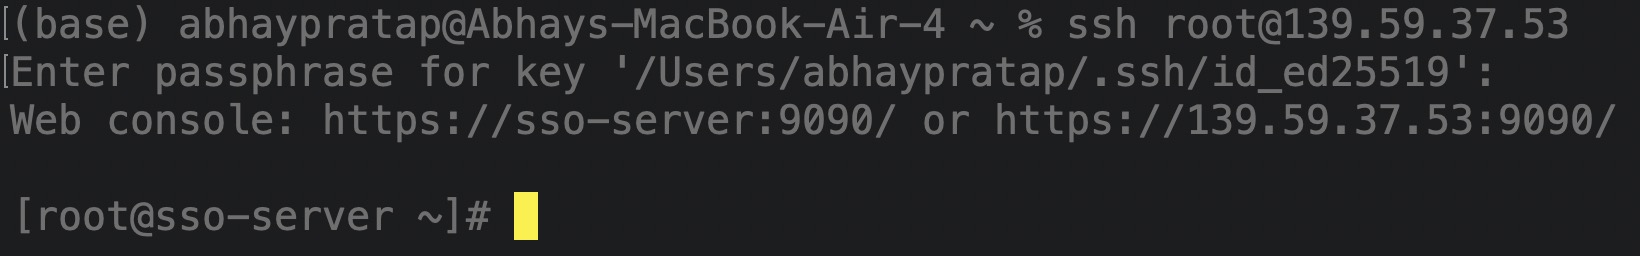 (base) abhaypratap@Abhays-MacBook-Air-4 ~ % ssh root@139.59.37.53
Enter passphrase for key '/Users/abhaypratap/.ssh/id_ed25519':
Web console: https://sso-server:9090/ or https://139.59.37.53:9090/
[root@sso-server ~]#